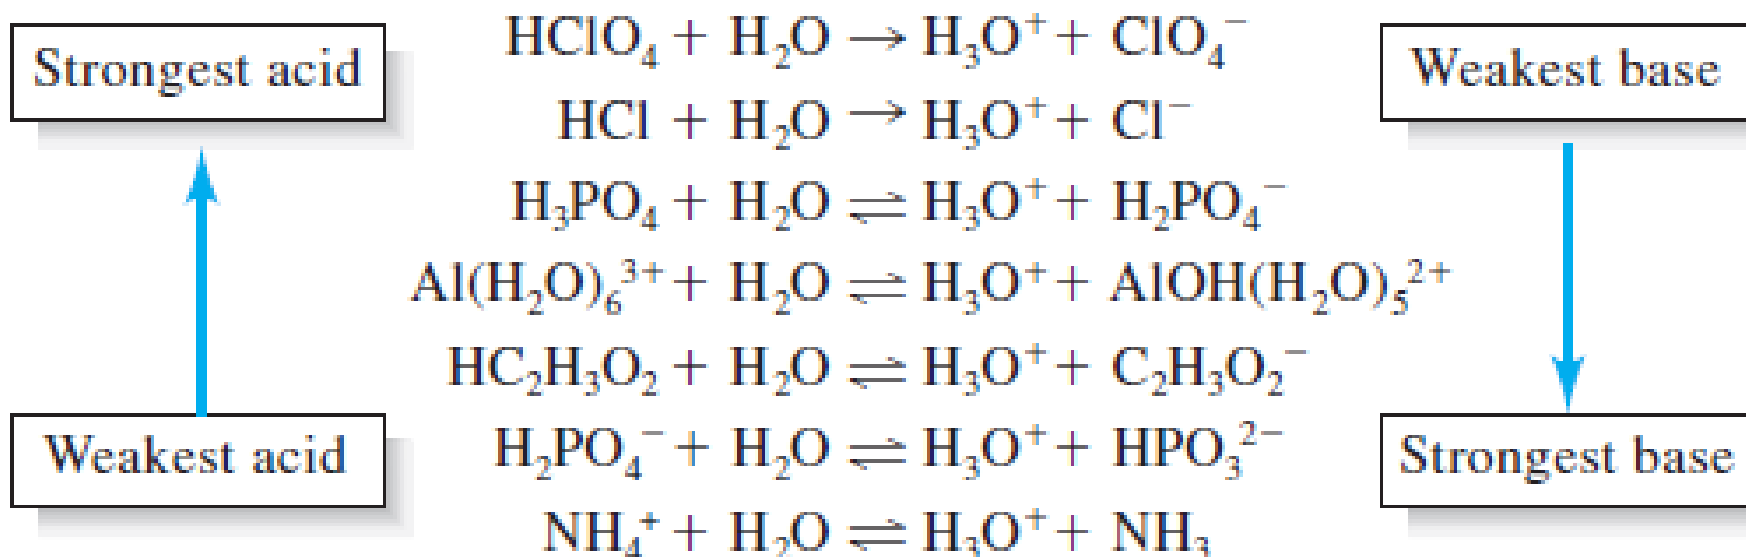 Strongest acid
Weakest acid
HClO₄ + H₂O → H₃O⁺ + ClO₄⁻
HCl + H₂O → H₃O⁺ + Cl⁻
H₃PO₄ + H₂O ⇌ H₃O⁺ + H₂PO₄⁻
Al(H₂O)₆³⁺ + H₂O ⇌ H₃O⁺ + AlOH(H₂O)₅²⁺
HC₂H₃O₂ + H₂O ⇌ H₃O⁺ + C₂H₃O₂⁻
H₂PO₄⁻ + H₂O ⇌ H₃O⁺ + HPO₃²⁻
NH₄⁺ + H₂O ⇌ H₃O⁺ + NH₃
Weakest base
Strongest base